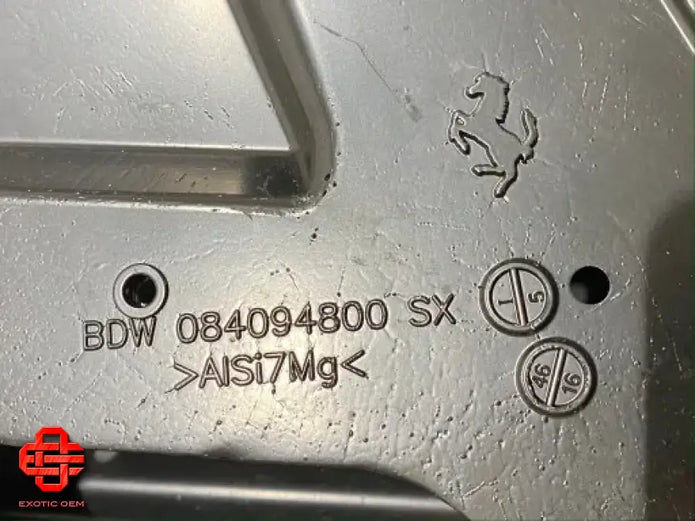 BDW 084094800 SX
>AlSi7Mg<
1
5
46
16
EXOTIC OEM